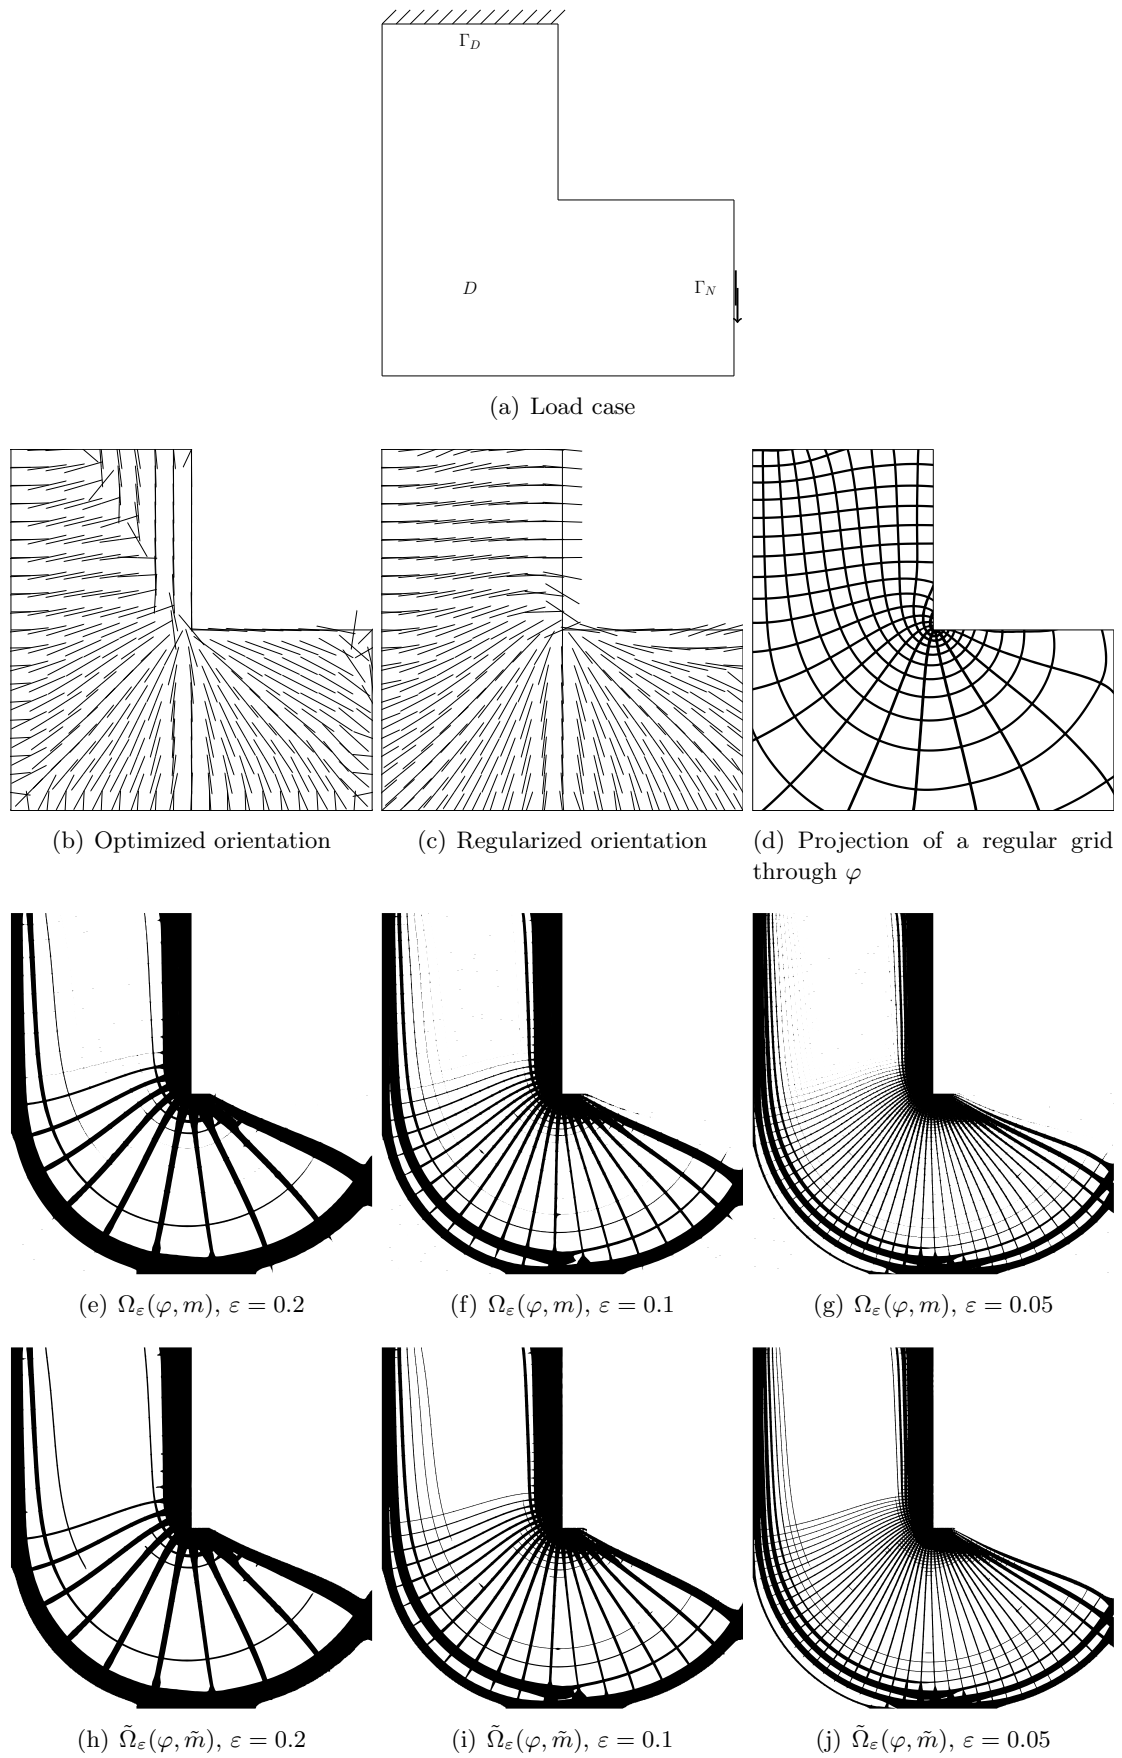 Γ_D
D
Γ_N
(a) Load case
(b) Optimized orientation
(c) Regularized orientation
(d) Projection of a regular grid
through φ
(e) Ω_ε(φ, m), ε = 0.2
(f) Ω_ε(φ, m), ε = 0.1
(g) Ω_ε(φ, m), ε = 0.05
(h) Ω̃_ε(φ, m̃), ε = 0.2
(i) Ω̃_ε(φ, m̃), ε = 0.1
(j) Ω̃_ε(φ, m̃), ε = 0.05